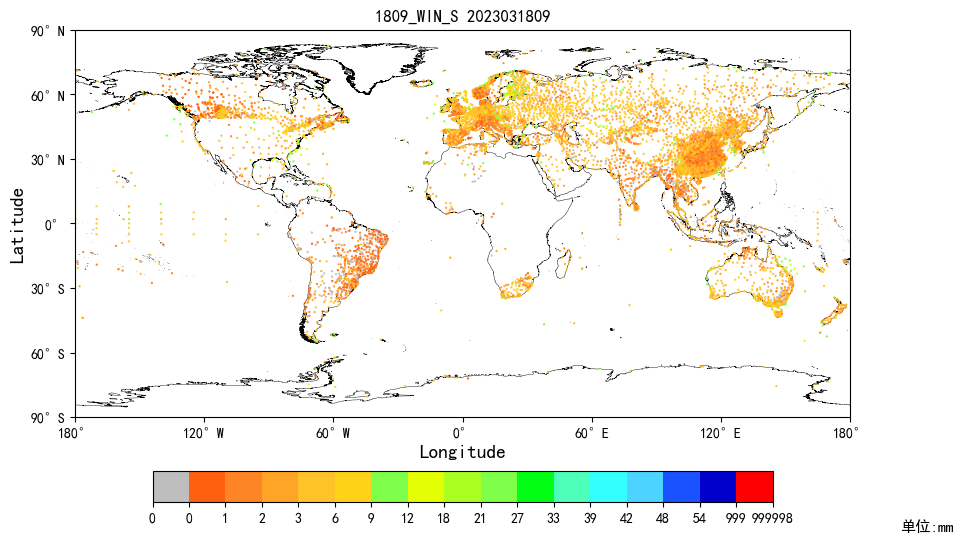 1809_WIN_S 2023031809
90° N
60° N
30° N
0°
30° S
60° S
90° S
Latitude
180° 120° W 60° W 0° 60° E 120° E 180°
Longitude
0 0 1 2 3 6 9 12 18 21 27 33 39 42 48 54 999 999998
单位:mm